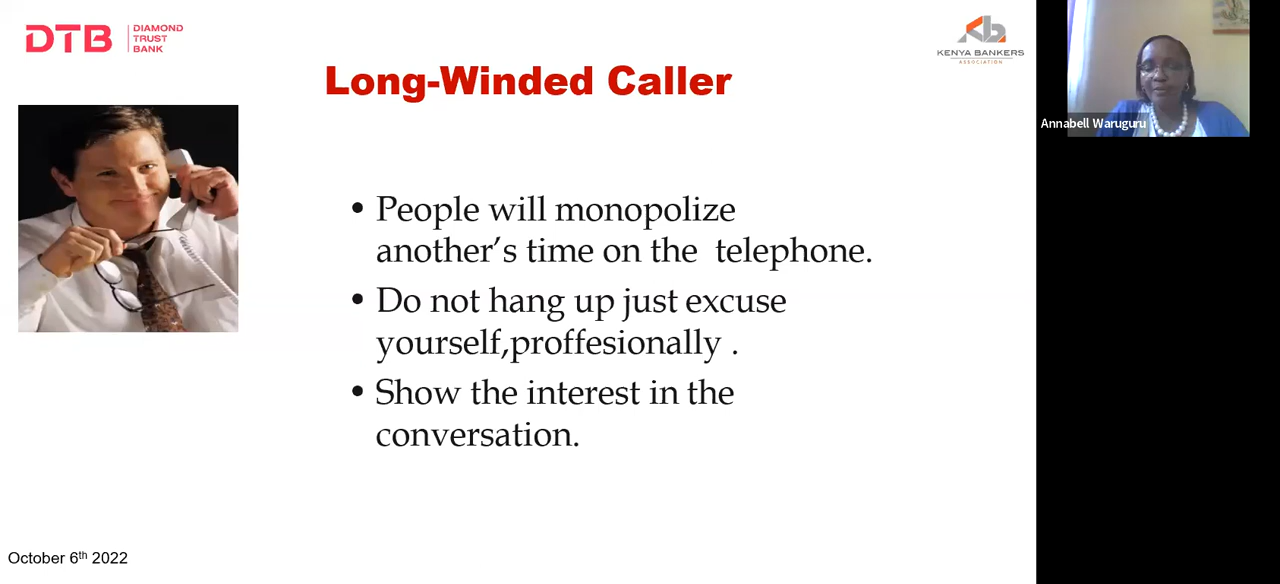 DTB
DIAMOND
TRUST
BANK
KENYA BANKERS
ASSOCIATION
Long-Winded Caller
Annabell Waruguru
• People will monopolize
another’s time on the  telephone.
• Do not hang up just excuse
yourself,proffesionally .
• Show the interest in the
conversation.
October 6th 2022